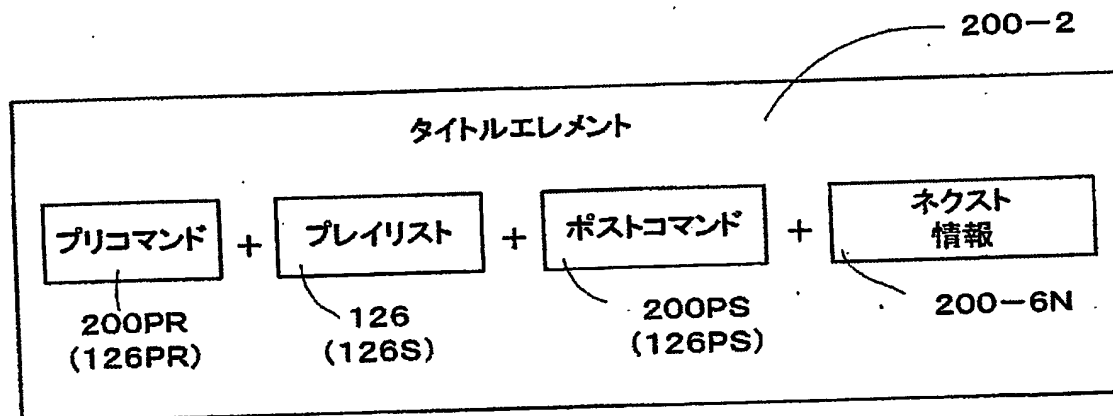 200-2
タイトルエレメント
プリコマンド + プレイリスト + ポストコマンド + ネクスト
情報
200PR 126 200PS 200-6N
(126PR) (126S) (126PS)